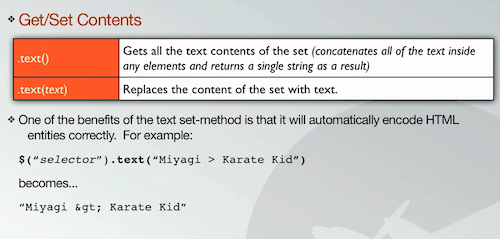 ❖ Get/Set Contents
.text()
Gets all the text contents of the set (concatenates all of the text inside
any elements and returns a single string as a result)
.text(text)
Replaces the content of the set with text.
❖ One of the benefits of the text set-method is that it will automatically encode HTML
entities correctly. For example:
$(“selector”).text(“Miyagi > Karate Kid”)
becomes...
“Miyagi &gt; Karate Kid”